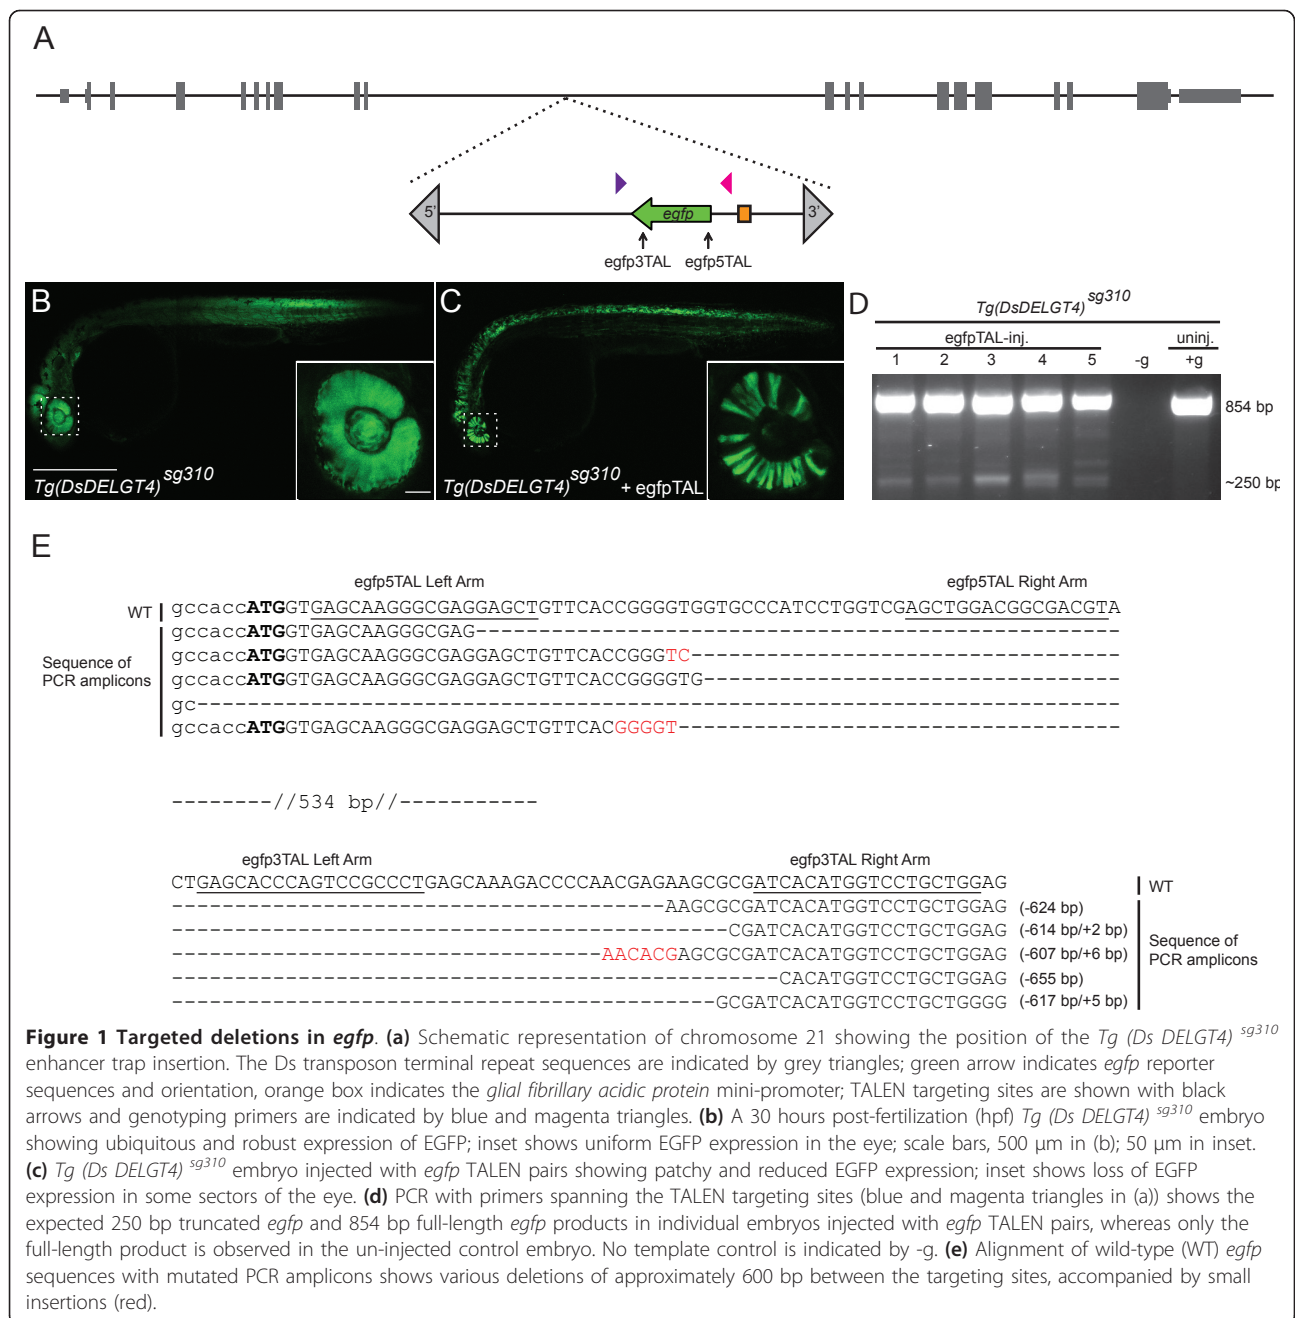 A
5'
egfp
3'
egfp3TAL
egfp5TAL
B
Tg(DsDELGT4)sg310
C
Tg(DsDELGT4)sg310 + egfpTAL
D
Tg(DsDELGT4)sg310
egfpTAL-inj.
uninj.
1 2 3 4 5 -g +g
854 bp
~250 bp
E
egfp5TAL Left Arm
egfp5TAL Right Arm
WT
gccaccATGGTGAGCAAGGGCGAGGAGCTGTTCACCGGGGTGGTGCCCATCCTGGTCGAGCTGGACGGCGACGTA
Sequence of
PCR amplicons
gccaccATGGTGAGCAAGGGCGAG----------------------------------------------------
gccaccATGGTGAGCAAGGGCGAGGAGCTGTTCACCGGGTC----------------------------------
gccaccATGGTGAGCAAGGGCGAGGAGCTGTTCACCGGGGTG---------------------------------
gc-------------------------------------------------------------------------
gccaccATGGTGAGCAAGGGCGAGGAGCTGTTCACGGGGT-----------------------------------
--------//534 bp//-----------
egfp3TAL Left Arm
egfp3TAL Right Arm
CTGAGCACCCAGTCCGCCCTGAGCAAAGACCCCAACGAGAAGCGCGATCACATGGTCCTGCTGGAG
WT
---------------------------------------AAGCGCGATCACATGGTCCTGCTGGAG (-624 bp)
--------------------------------------------CGATCACATGGTCCTGCTGGAG (-614 bp/+2 bp)
----------------------------------AACACGAGCGCGATCACATGGTCCTGCTGGAG (-607 bp/+6 bp)
------------------------------------------------CACATGGTCCTGCTGGAG (-655 bp)
-------------------------------------------GCGATCACATGGTCCTGCTGGGG (-617 bp/+5 bp)
Sequence of
PCR amplicons
Figure 1 Targeted deletions in egfp. (a) Schematic representation of chromosome 21 showing the position of the Tg (Ds DELGT4) sg310
enhancer trap insertion. The Ds transposon terminal repeat sequences are indicated by grey triangles; green arrow indicates egfp reporter
sequences and orientation, orange box indicates the glial fibrillary acidic protein mini-promoter; TALEN targeting sites are shown with black
arrows and genotyping primers are indicated by blue and magenta triangles. (b) A 30 hours post-fertilization (hpf) Tg (Ds DELGT4) sg310 embryo
showing ubiquitous and robust expression of EGFP; inset shows uniform EGFP expression in the eye; scale bars, 500 μm in (b); 50 μm in inset.
(c) Tg (Ds DELGT4) sg310 embryo injected with egfp TALEN pairs showing patchy and reduced EGFP expression; inset shows loss of EGFP
expression in some sectors of the eye. (d) PCR with primers spanning the TALEN targeting sites (blue and magenta triangles in (a)) shows the
expected 250 bp truncated egfp and 854 bp full-length egfp products in individual embryos injected with egfp TALEN pairs, whereas only the
full-length product is observed in the un-injected control embryo. No template control is indicated by -g. (e) Alignment of wild-type (WT) egfp
sequences with mutated PCR amplicons shows various deletions of approximately 600 bp between the targeting sites, accompanied by small
insertions (red).